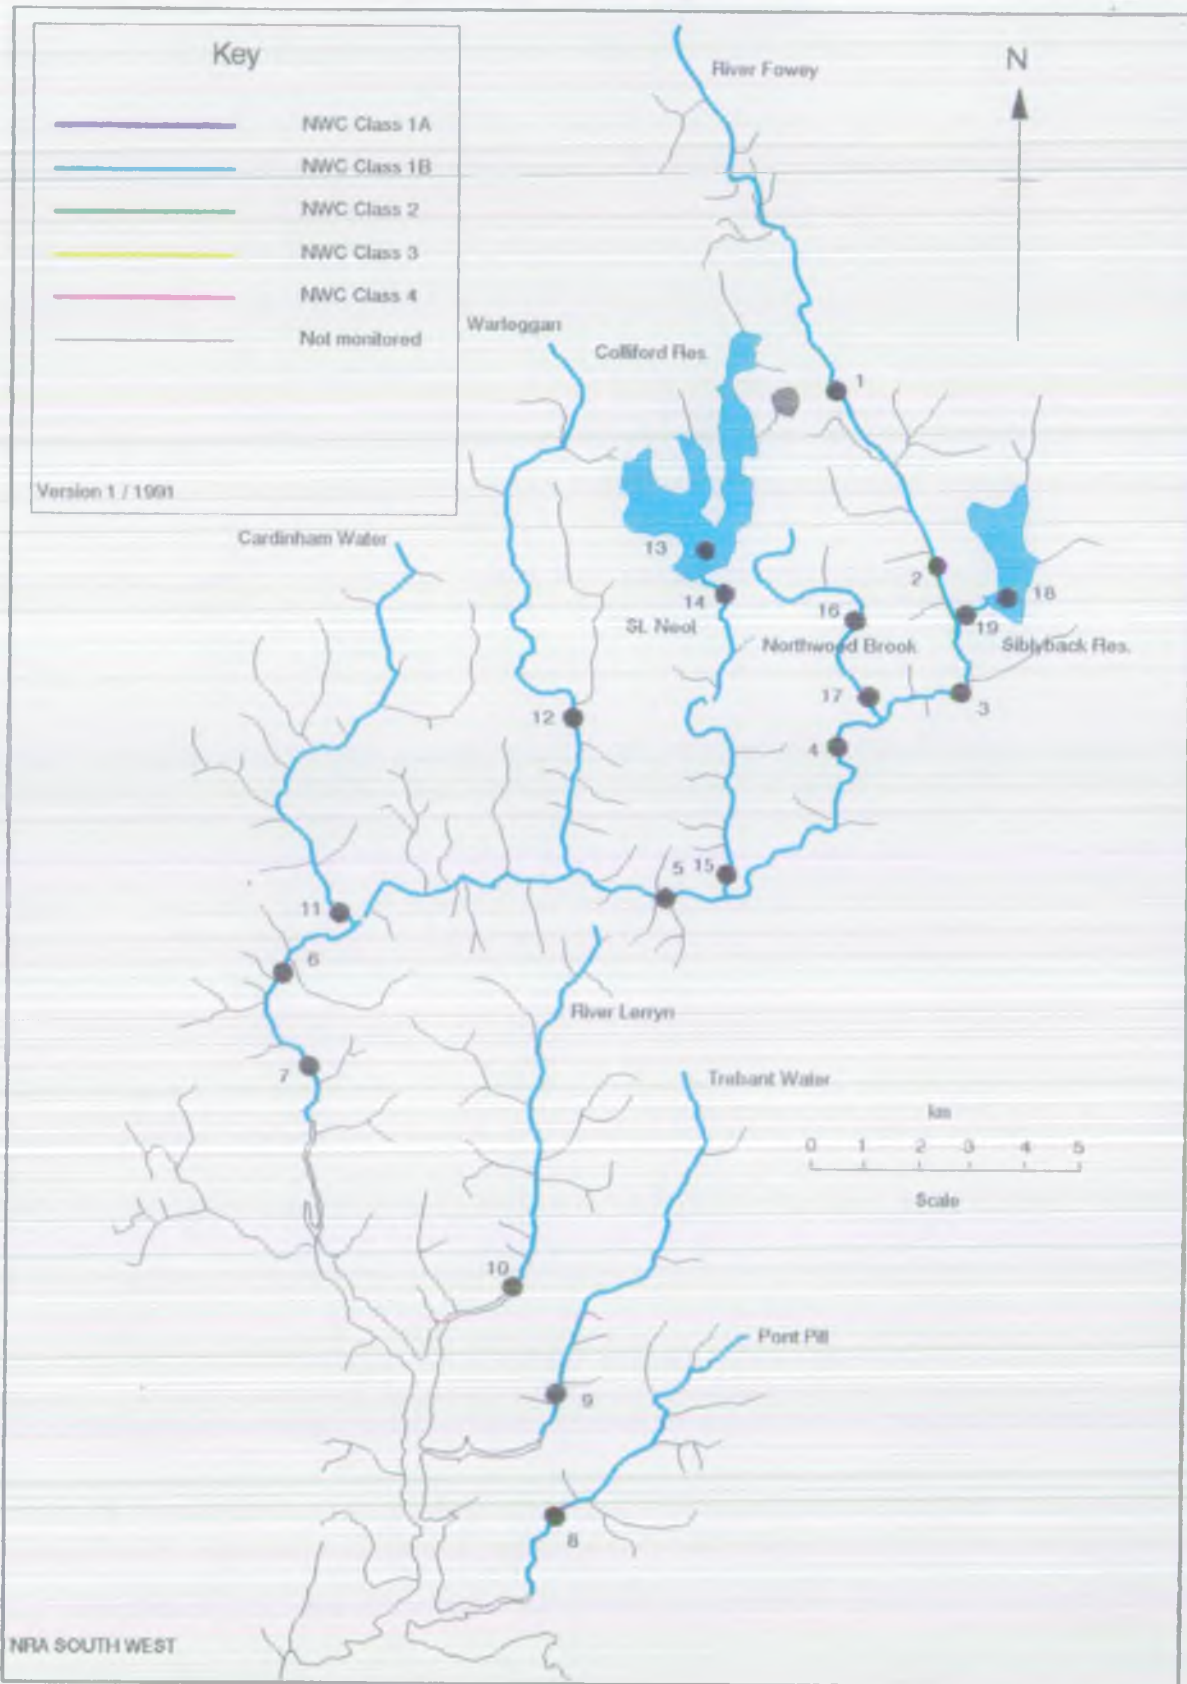 Key
NWC Class 1A
NWC Class 1B
NWC Class 2
NWC Class 3
NWC Class 4
Not monitored
Version 1 / 1991
River Fowey
N
Warleggan
Colliford Res.
1
Cardinham Water
13
2
14
18
St. Neot
16
19
Northwood Brook
Siblyback Res.
17
3
12
4
5
15
11
6
River Lerryn
7
Trebant Water
km
0 1 2 3 4 5
Scale
10
Pont Pill
9
8
NRA SOUTH WEST